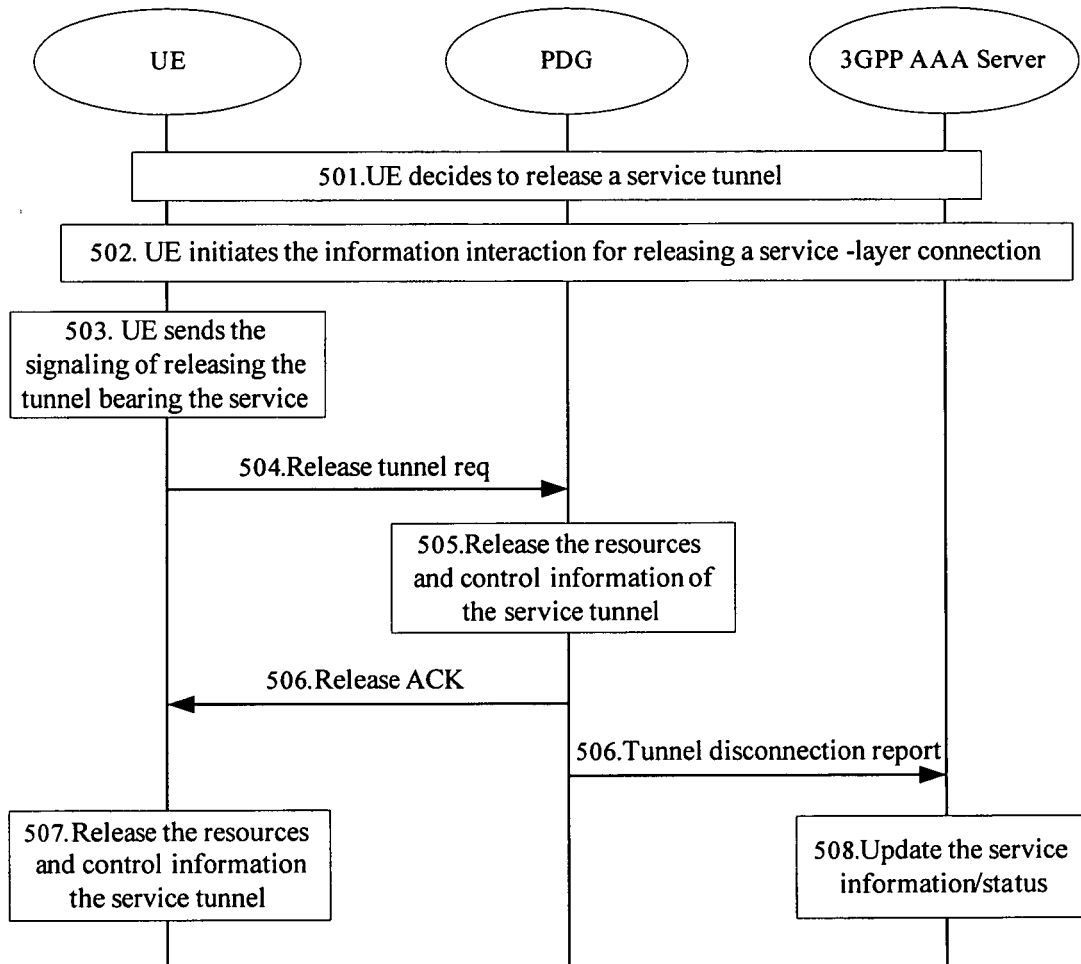 UE
PDG
3GPP AAA Server
501.UE decides to release a service tunnel
502. UE initiates the information interaction for releasing a service -layer connection
503. UE sends the
signaling of releasing the
tunnel bearing the service
504.Release tunnel req
505.Release the resources
and control information of
the service tunnel
506.Release ACK
506.Tunnel disconnection report
507.Release the resources
and control information
the service tunnel
508.Update the service
information/status